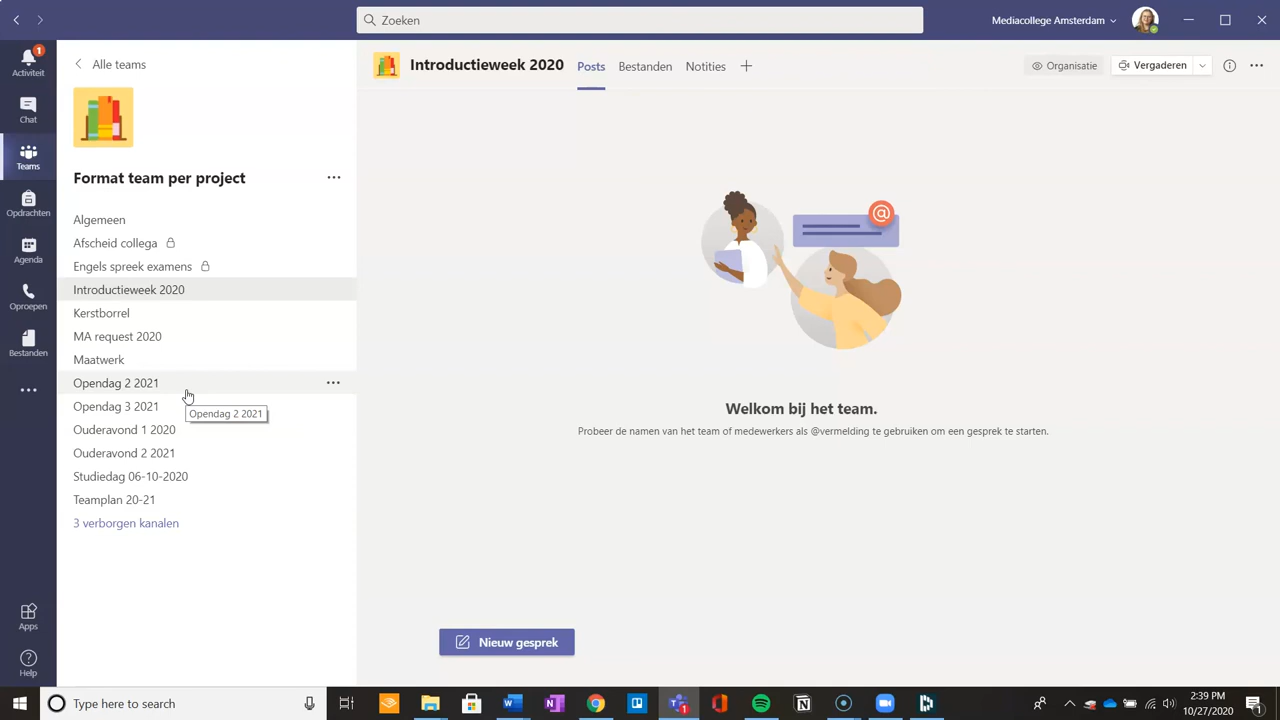 Zoeken
Mediacollege Amsterdam
1
Activiteit
Chat
Teams
Opdrachten
Agenda
Oproepen
Bestanden
Apps
Help
Alle teams
Format team per project
Algemeen
Afscheid collega
Engels spreek examens
Introductieweek 2020
Kerstborrel
MA request 2020
Maatwerk
Opendag 2 2021
Opendag 3 2021
Opendag 2 2021
Ouderavond 1 2020
Ouderavond 2 2021
Studiedag 06-10-2020
Teamplan 20-21
3 verborgen kanalen
Introductieweek 2020 Posts Bestanden Notities
Organisatie Vergaderen
@
Welkom bij het team.
Probeer de namen van het team of medewerkers als @vermelding te gebruiken om een gesprek te starten.
Nieuw gesprek
Type here to search
2:39 PM
10/27/2020